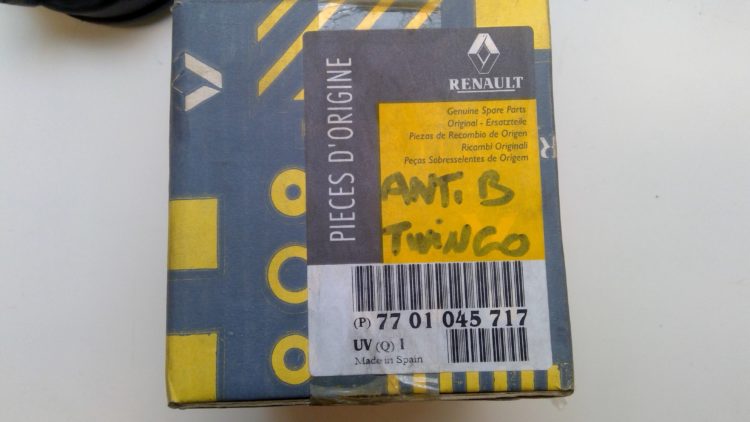 PIECES D'ORIGINE
RENAULT
Genuine Spare Parts
Original - Ersatzteile
Piezas de Recambio de Origen
Ricambi Originali
Peças Sobresselentes de Origem
ANTi B
TWiNGO
(P) 77 01 045 717
UV (Q) 1
Made in Spain